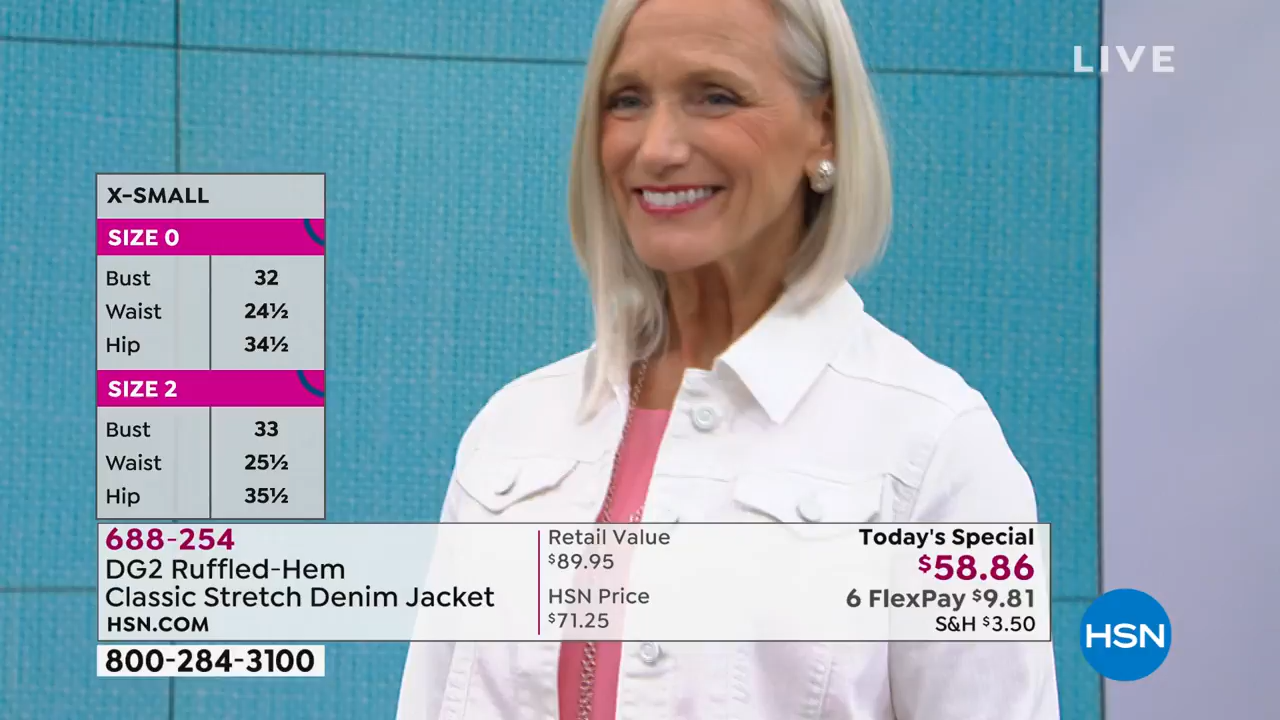 LIVE
X-SMALL
SIZE 0
Bust 32
Waist 24½
Hip 34½
SIZE 2
Bust 33
Waist 25½
Hip 35½
688-254
DG2 Ruffled-Hem
Classic Stretch Denim Jacket
HSN.COM
Retail Value
$89.95
HSN Price
$71.25
Today's Special
$58.86
6 FlexPay $9.81
S&H $3.50
800-284-3100
HSN